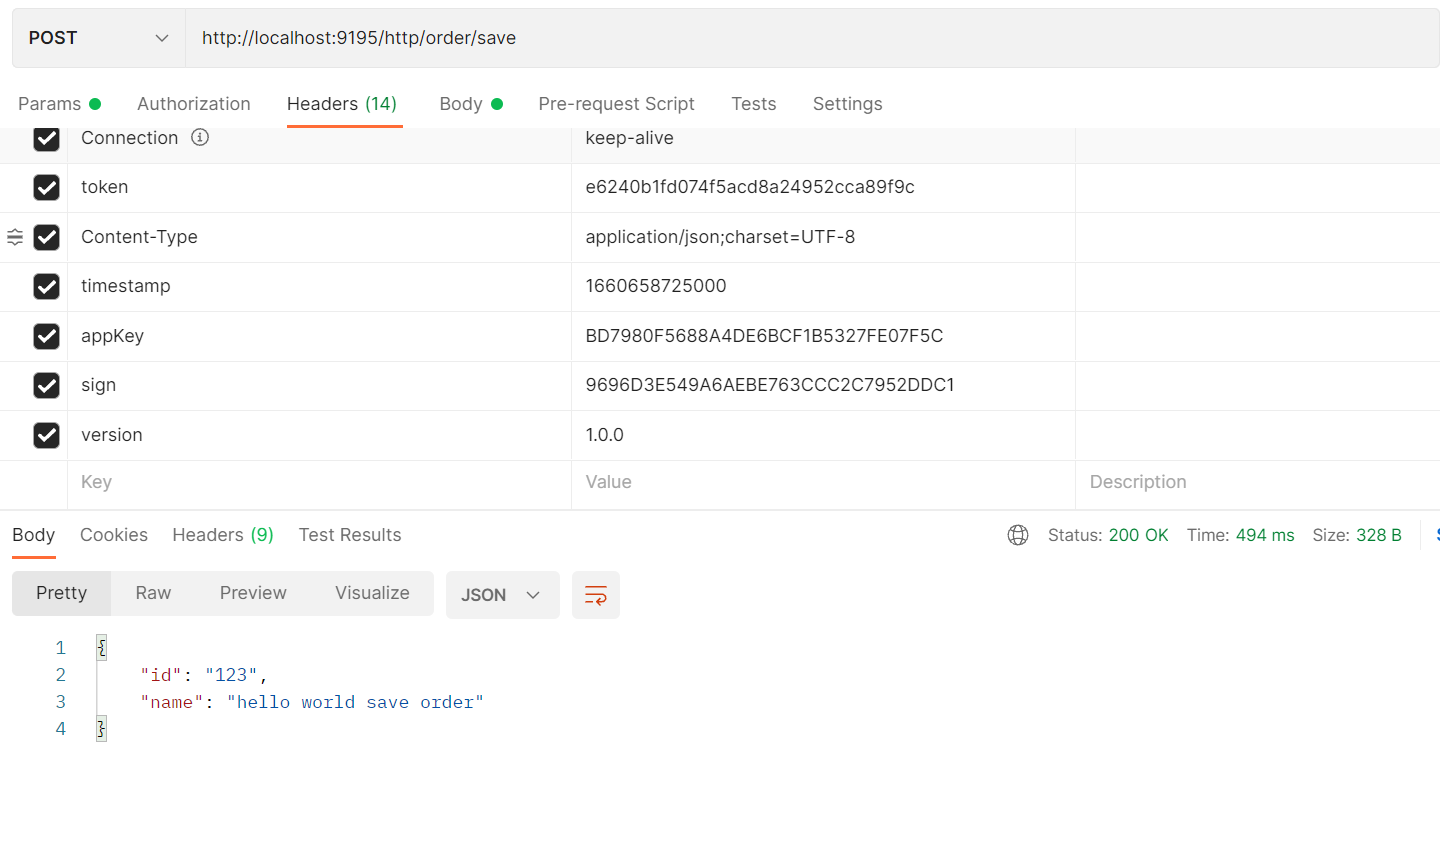 POST http://localhost:9195/http/order/save
Params Authorization Headers (14) Body Pre-request Script Tests Settings
Connection keep-alive
token e6240b1fd074f5acd8a24952cca89f9c
Content-Type application/json;charset=UTF-8
timestamp 1660658725000
appKey BD7980F5688A4DE6BCF1B5327FE07F5C
sign 9696D3E549A6AEBE763CCC2C7952DDC1
version 1.0.0
Key Value Description
Body Cookies Headers (9) Test Results Status: 200 OK Time: 494 ms Size: 328 B
Pretty Raw Preview Visualize JSON
1 {
2 "id": "123",
3 "name": "hello world save order"
4 }